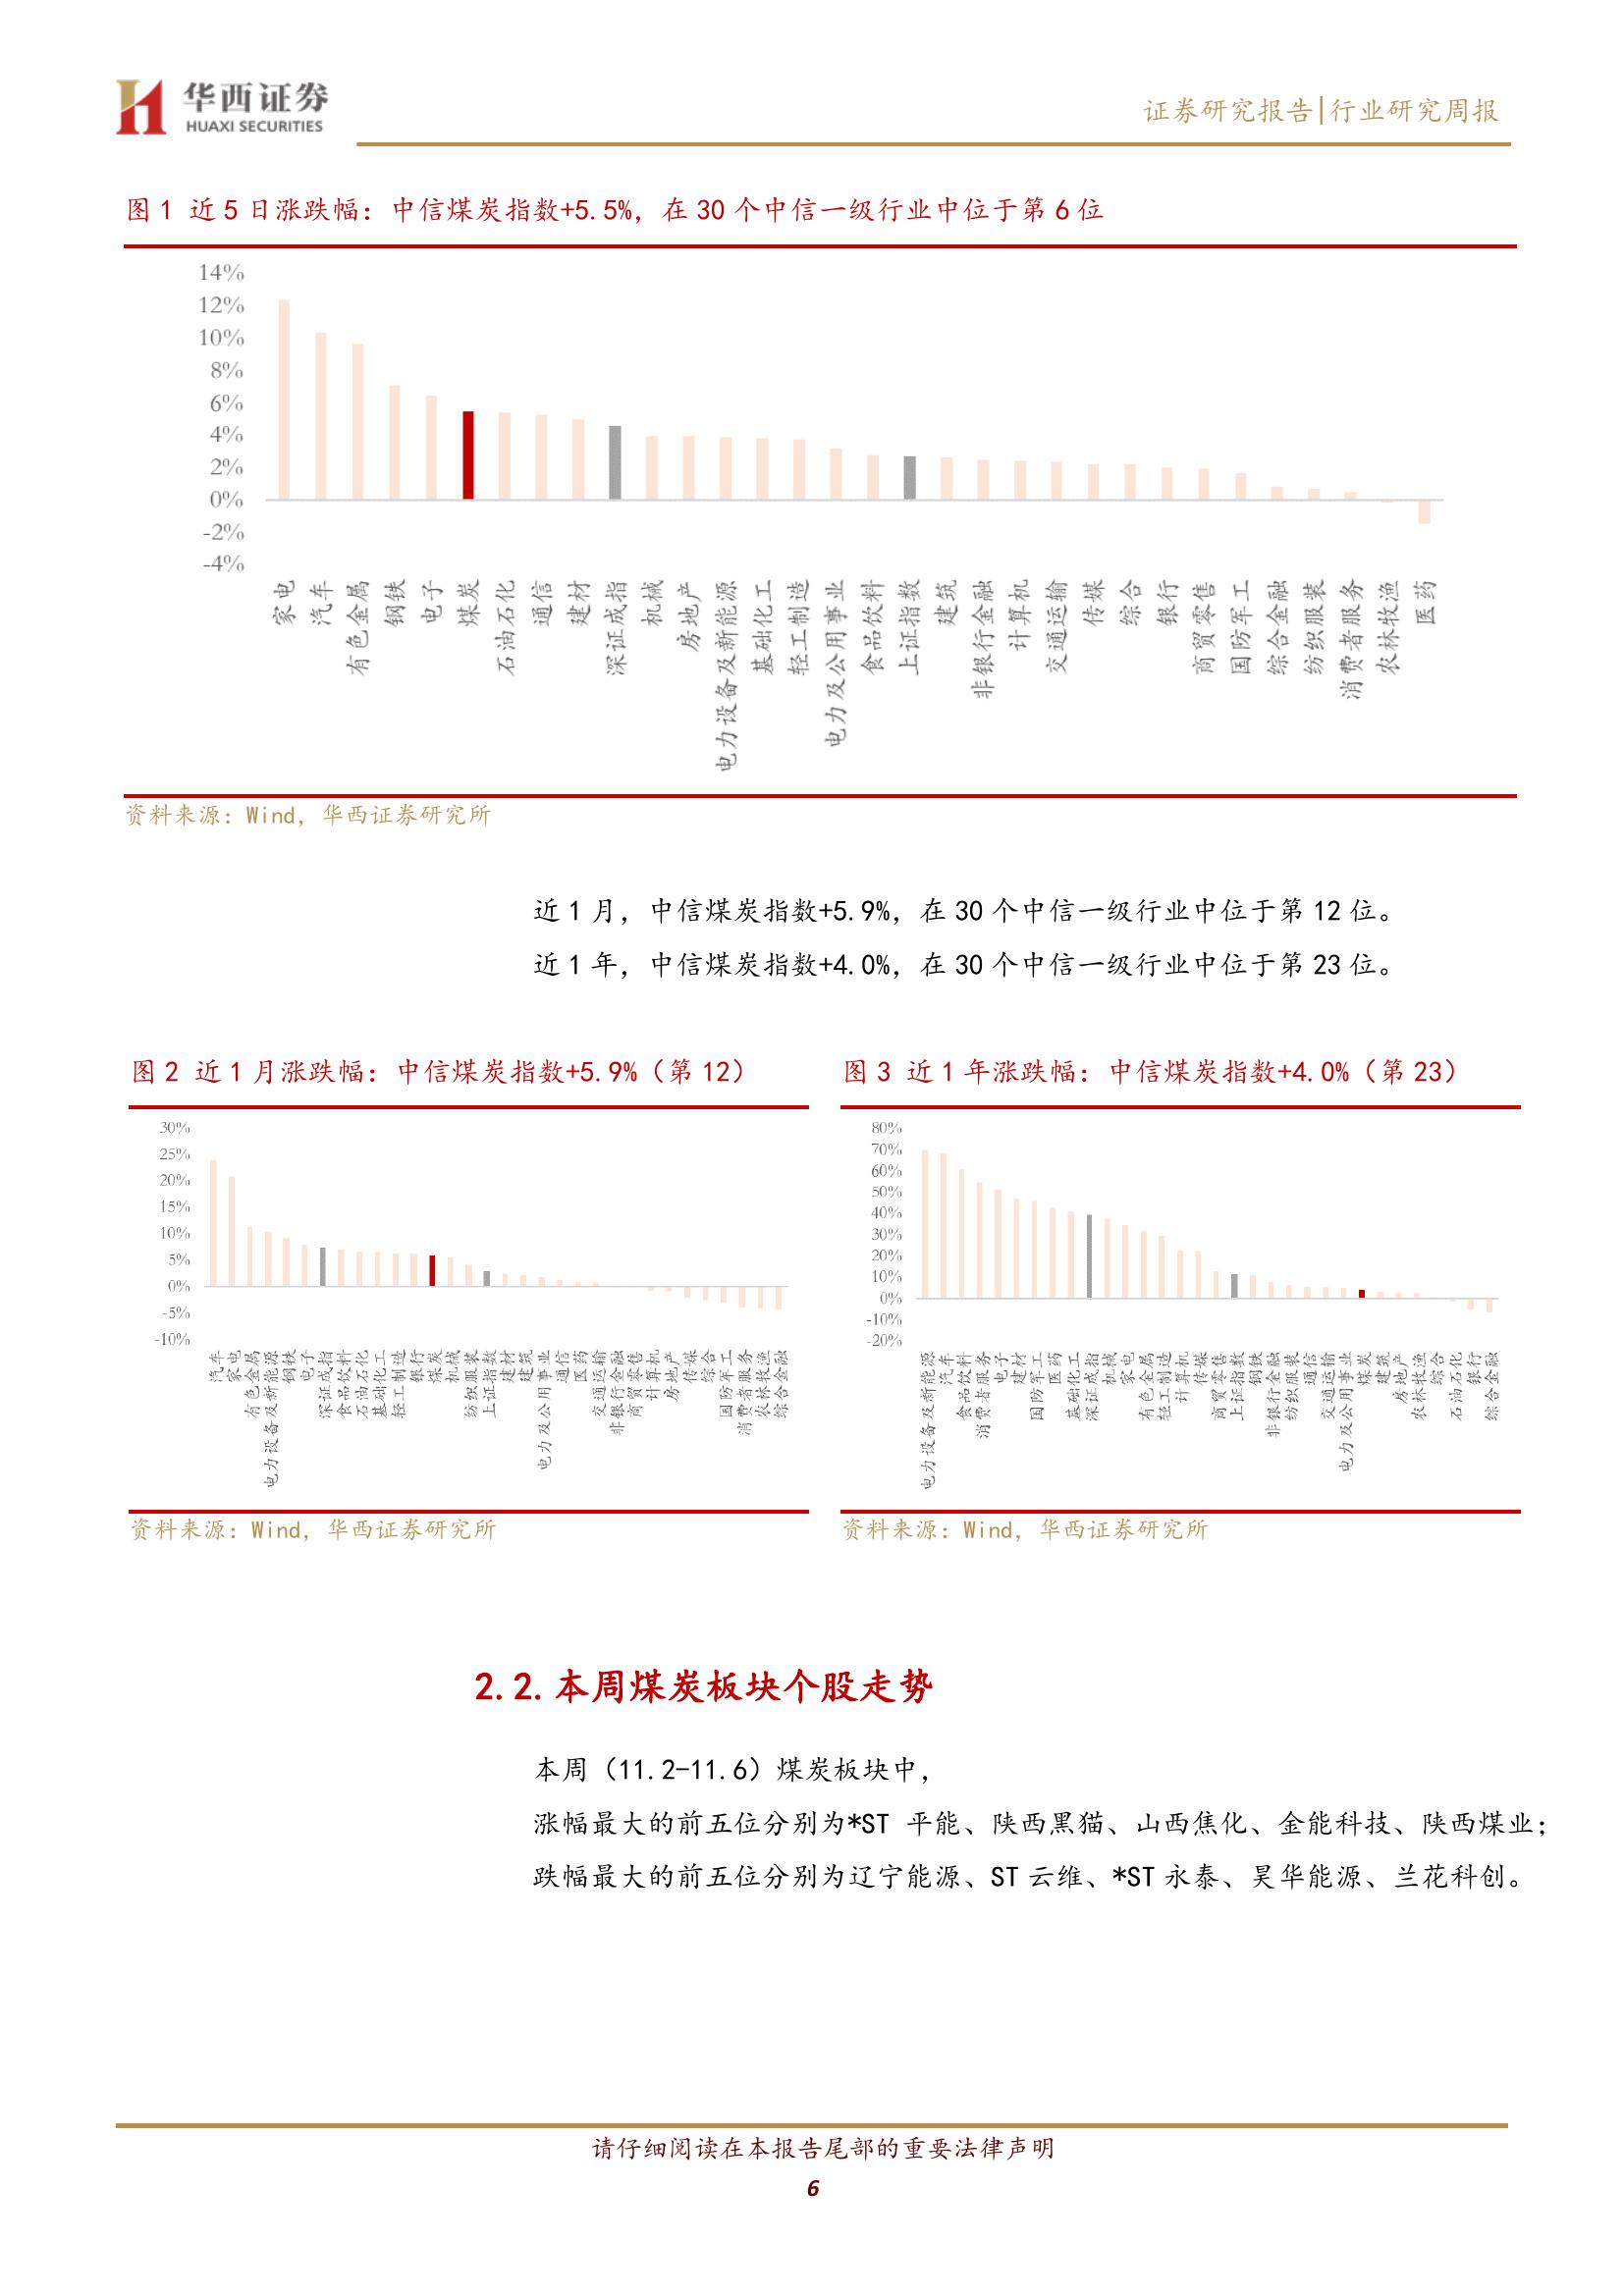 华西证券
HUAXI SECURITIES
证券研究报告|行业研究周报
图 1 近 5 日涨跌幅：中信煤炭指数+5.5%，在 30 个中信一级行业中位于第 6 位
14%
12%
10%
8%
6%
4%
2%
0%
-2%
-4%
家电
汽车
有色金属
钢铁
电子
煤炭
石油石化
通信
建材
深证成指
机械
房地产
电力设备及新能源
基础化工
轻工制造
电力及公用事业
食品饮料
上证指数
建筑
非银行金融
计算机
交通运输
传媒
综合
银行
商贸零售
国防军工
综合金融
纺织服装
消费者服务
农林牧渔
医药
资料来源：Wind，华西证券研究所
近 1 月，中信煤炭指数+5.9%，在 30 个中信一级行业中位于第 12 位。
近 1 年，中信煤炭指数+4.0%，在 30 个中信一级行业中位于第 23 位。
图 2 近 1 月涨跌幅：中信煤炭指数+5.9%（第 12）
30%
25%
20%
15%
10%
5%
0%
-5%
-10%
汽车
家电
有色金属
电力设备及新能源
钢铁
电子
深证成指
食品饮料
石油石化
基础化工
轻工制造
银行
煤炭
机械
纺织服装
上证指数
建材
建筑
电力及公用事业
通信
医药
交通运输
非银行金融
商贸零售
计算机
房地产
传媒
综合
国防军工
消费者服务
农林牧渔
综合金融
资料来源：Wind，华西证券研究所
图 3 近 1 年涨跌幅：中信煤炭指数+4.0%（第 23）
80%
70%
60%
50%
40%
30%
20%
10%
0%
-10%
-20%
电力设备及新能源
汽车
食品饮料
消费者服务
电子
建材
国防军工
医药
基础化工
深证成指
机械
家电
有色金属
轻工制造
计算机
传媒
商贸零售
上证指数
钢铁
非银行金融
纺织服装
通信
交通运输
电力及公用事业
煤炭
建筑
房地产
农林牧渔
综合
石油石化
银行
综合金融
资料来源：Wind，华西证券研究所
2.2.本周煤炭板块个股走势
本周（11.2-11.6）煤炭板块中，
涨幅最大的前五位分别为*ST 平能、陕西黑猫、山西焦化、金能科技、陕西煤业；
跌幅最大的前五位分别为辽宁能源、ST 云维、*ST 永泰、昊华能源、兰花科创。
请仔细阅读在本报告尾部的重要法律声明
6